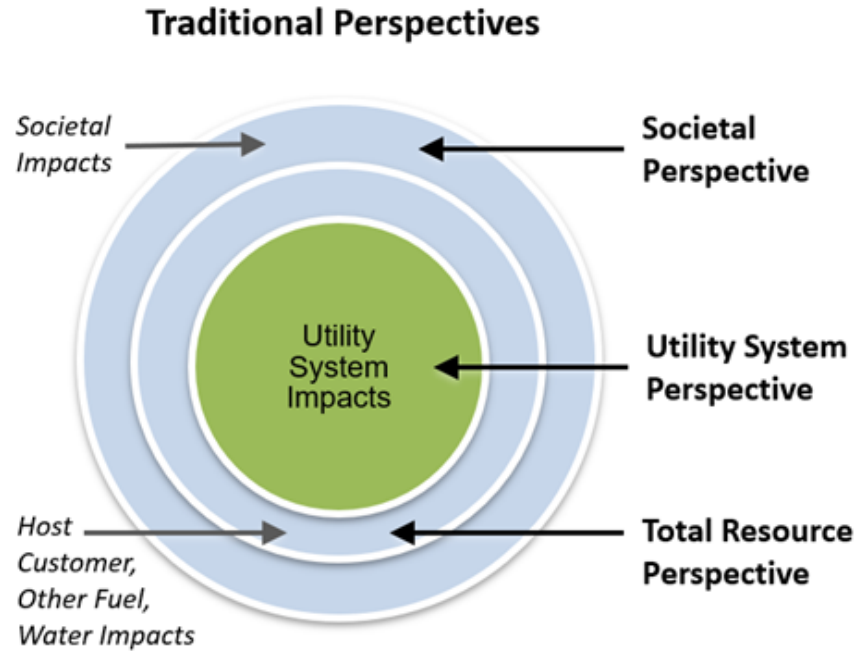 Traditional Perspectives
Societal
Impacts
Societal
Perspective
Utility
System
Impacts
Utility System
Perspective
Host
Customer,
Other Fuel,
Water Impacts
Total Resource
Perspective